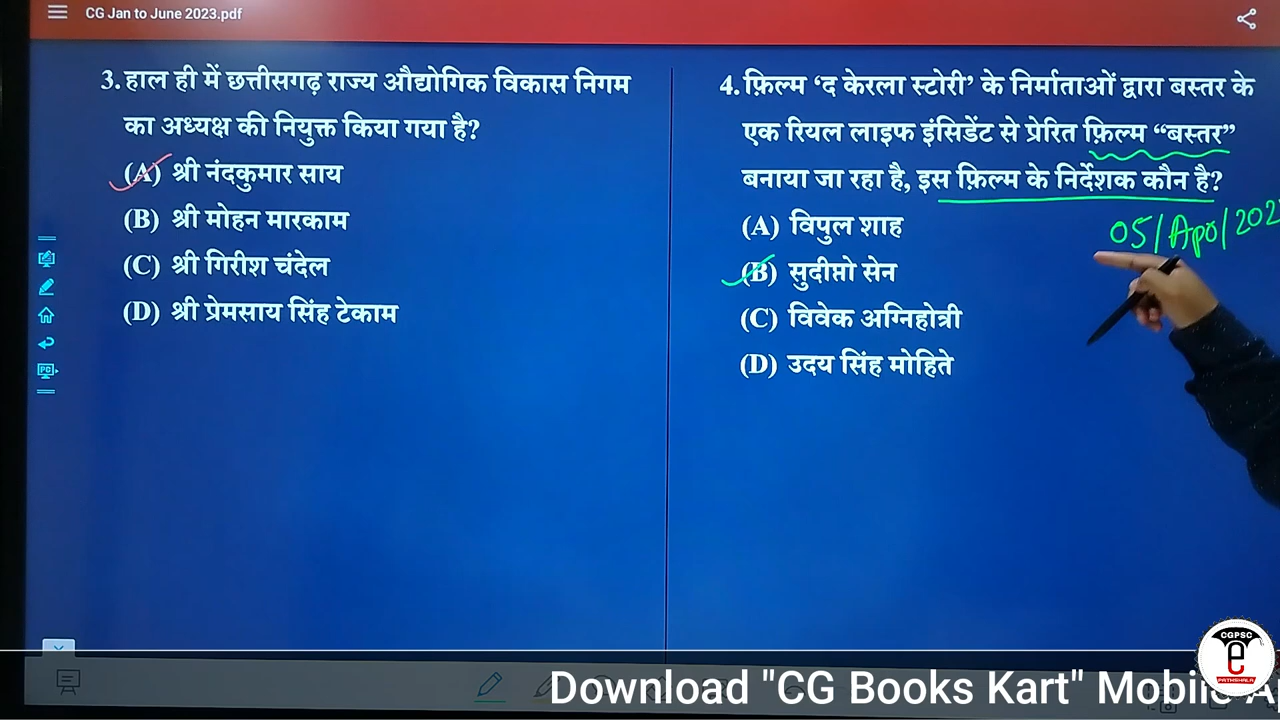 CG Jan to June 2023.pdf
3. हाल ही में छत्तीसगढ़ राज्य औद्योगिक विकास निगम
का अध्यक्ष की नियुक्त किया गया है?
(A) श्री नंदकुमार साय
(B) श्री मोहन मारकाम
(C) श्री गिरीश चंदेल
(D) श्री प्रेमसाय सिंह टेकाम
4. फ़िल्म ‘द केरला स्टोरी’ के निर्माताओं द्वारा बस्तर के
एक रियल लाइफ इंसिडेंट से प्रेरित फ़िल्म “बस्तर”
बनाया जा रहा है, इस फ़िल्म के निर्देशक कौन है?
(A) विपुल शाह
05/Apr/202
(B) सुदीप्तो सेन
(C) विवेक अग्निहोत्री
(D) उदय सिंह मोहिते
CGPSC
e
PATHSHALA
Download "CG Books Kart" Mobile